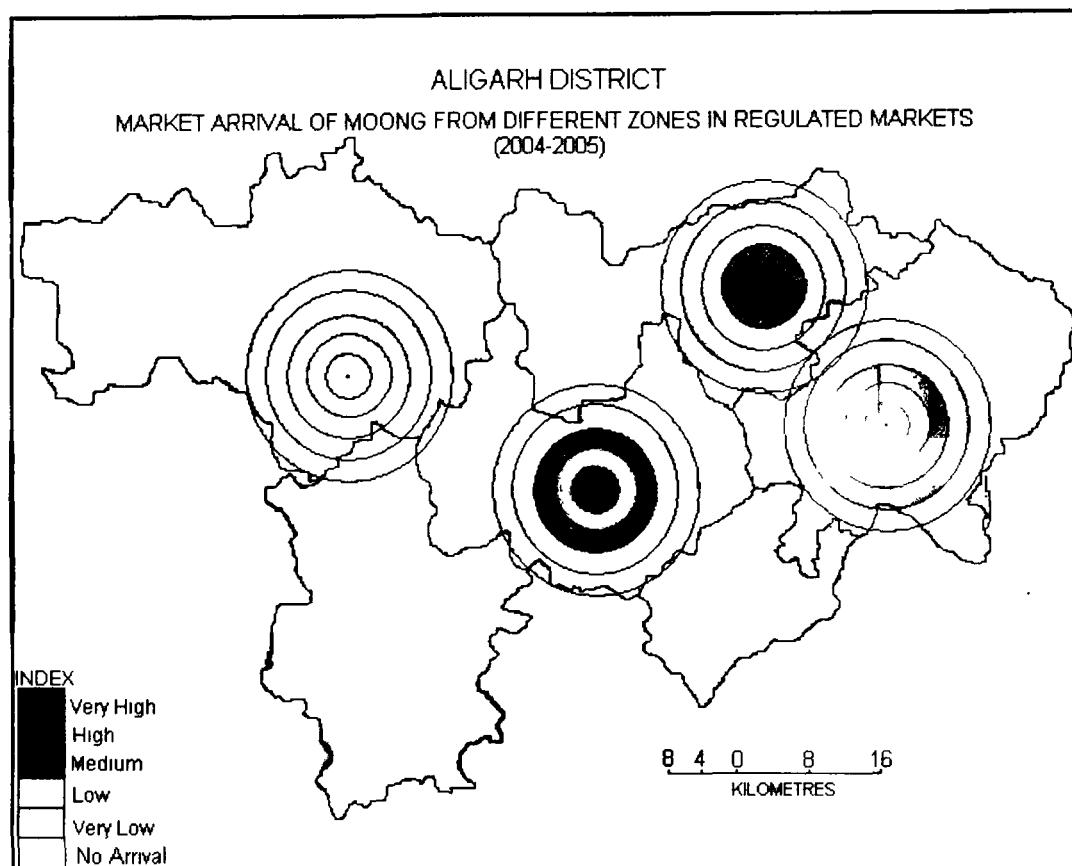 ALIGARH DISTRICT
MARKET ARRIVAL OF MOONG FROM DIFFERENT ZONES IN REGULATED MARKETS
(2004-2005)
INDEX
Very High
High
Medium
Low
Very Low
No Arrival
8 4 0 8 16
KILOMETRES